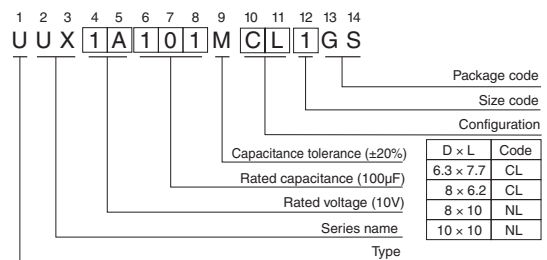 1 2 3 4 5 6 7 8 9 10 11 12 13 14
U U X 1 A 1 0 1 M C L 1 G S
Package code
Size code
Configuration
Capacitance tolerance (±20%)
Rated capacitance (100µF)
Rated voltage (10V)
Series name
Type
D × L Code
6.3 × 7.7 CL
8 × 6.2 CL
8 × 10 NL
10 × 10 NL